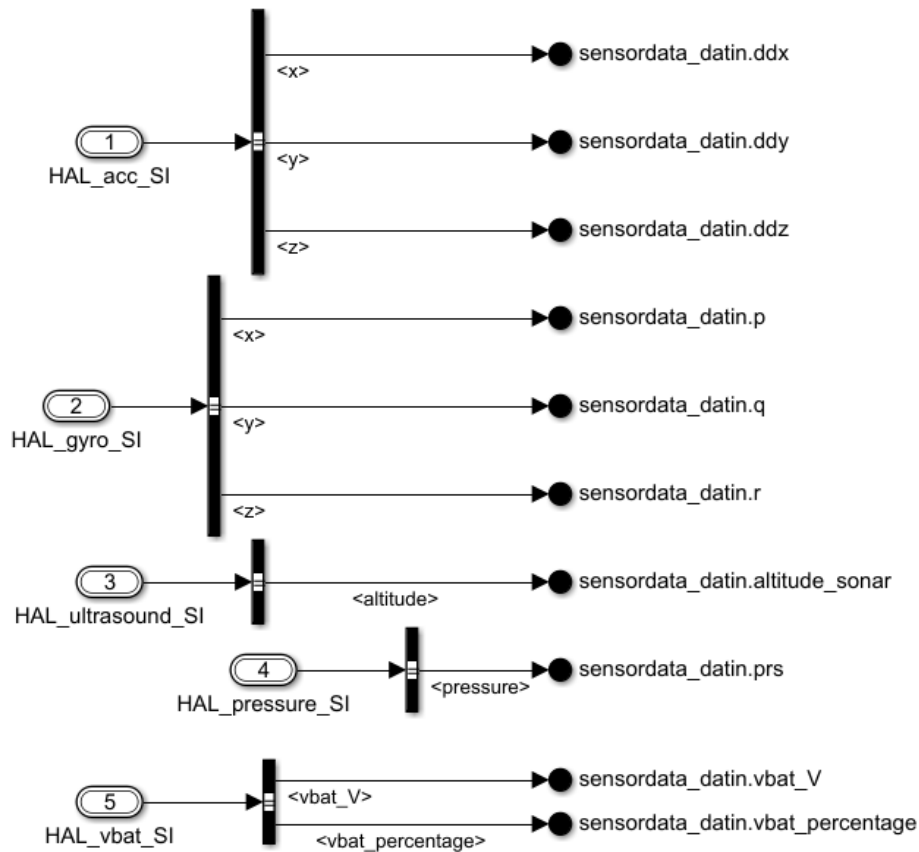 <x>
sensordata_datin.ddx
1
HAL_acc_SI
<y>
sensordata_datin.ddy
<z>
sensordata_datin.ddz
<x>
sensordata_datin.p
2
HAL_gyro_SI
<y>
sensordata_datin.q
<z>
sensordata_datin.r
3
HAL_ultrasound_SI
<altitude>
sensordata_datin.altitude_sonar
4
HAL_pressure_SI
<pressure>
sensordata_datin.prs
5
HAL_vbat_SI
<vbat_V>
sensordata_datin.vbat_V
<vbat_percentage>
sensordata_datin.vbat_percentage